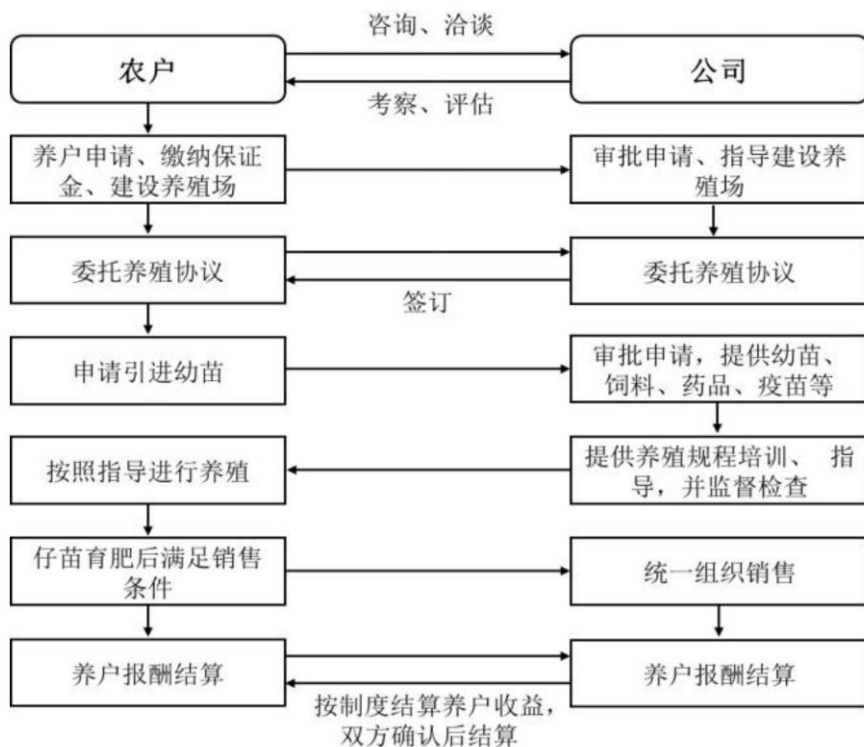 咨询、洽谈
农户
公司
考察、评估
养户申请、缴纳保证
金、建设养殖场
审批申请、指导建设养
殖场
委托养殖协议
委托养殖协议
签订
申请引进幼苗
审批申请，提供幼苗、
饲料、药品、疫苗等
按照指导进行养殖
提供养殖规程培训、 指
导，并监督检查
仔苗育肥后满足销售
条件
统一组织销售
养户报酬结算
养户报酬结算
按制度结算养户收益，
双方确认后结算